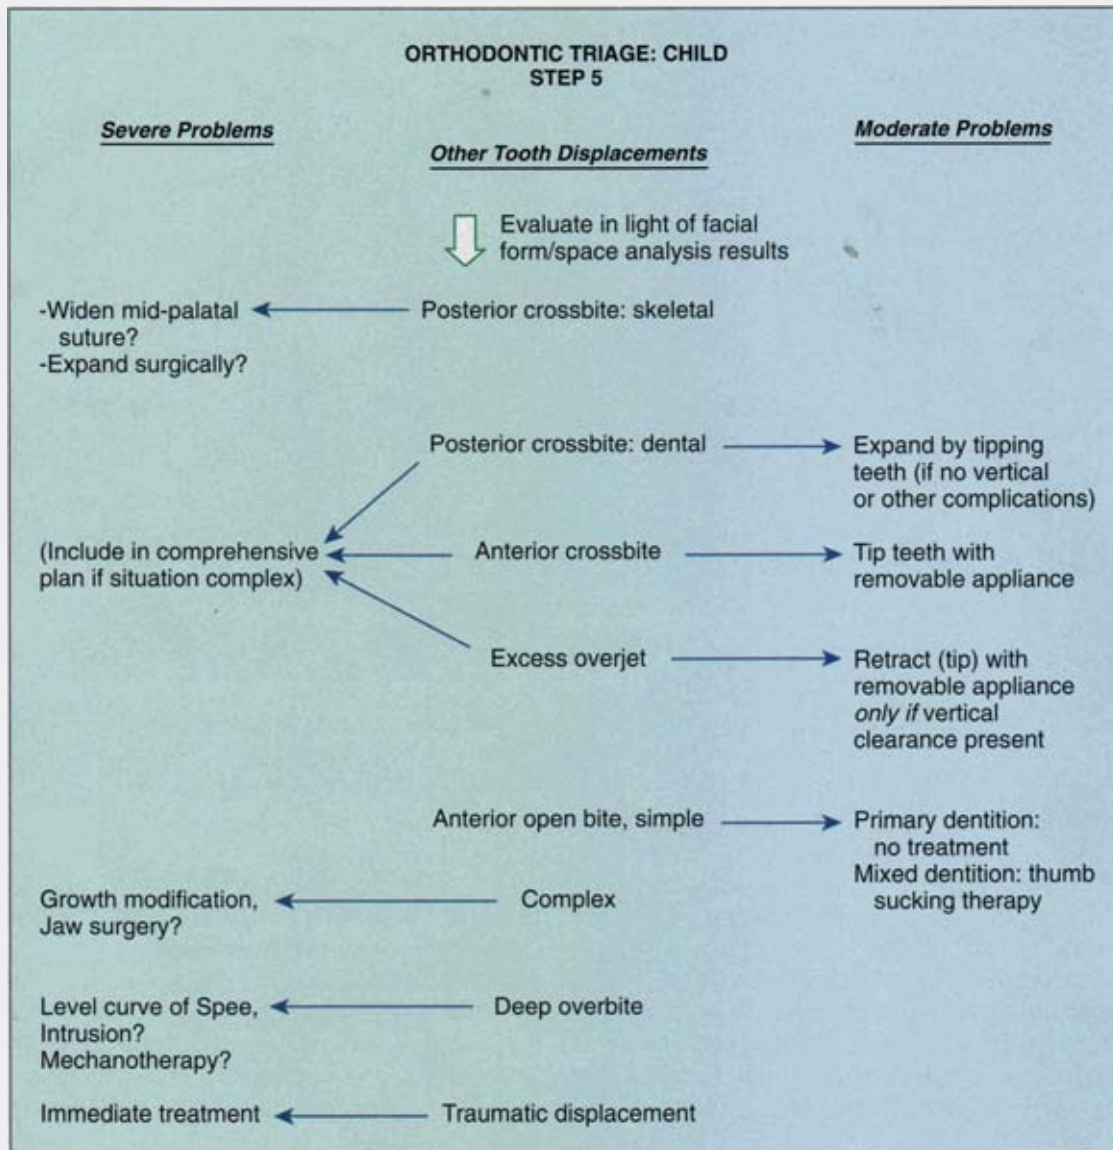 ORTHODONTIC TRIAGE: CHILD
STEP 5
Severe Problems
Other Tooth Displacements
Moderate Problems
Evaluate in light of facial
form/space analysis results
-Widen mid-palatal
suture?
-Expand surgically?
Posterior crossbite: skeletal
Posterior crossbite: dental
Expand by tipping
teeth (if no vertical
or other complications)
(Include in comprehensive
plan if situation complex)
Anterior crossbite
Tip teeth with
removable appliance
Excess overjet
Retract (tip) with
removable appliance
only if vertical
clearance present
Anterior open bite, simple
Primary dentition:
no treatment
Mixed dentition: thumb
sucking therapy
Growth modification,
Jaw surgery?
Complex
Level curve of Spee,
Intrusion?
Mechanotherapy?
Deep overbite
Immediate treatment
Traumatic displacement